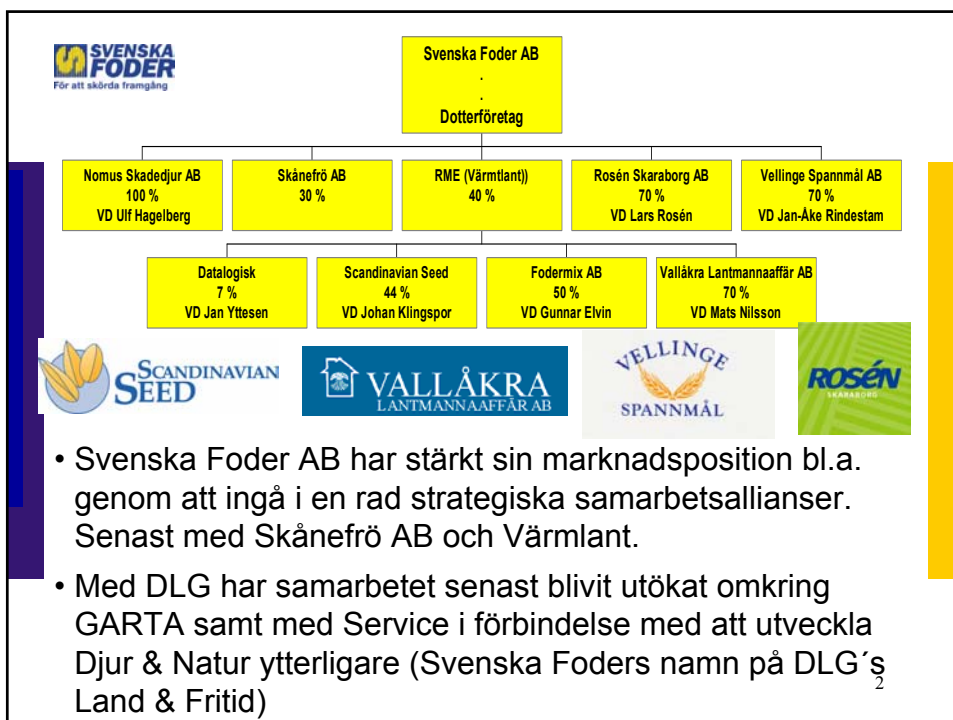 SVENSKA
FODER
För att skörda framgång
Svenska Foder AB
.
.
Dotterföretag
Nomus Skadedjur AB
100 %
VD Ulf Hagelberg
Skånefrö AB
30 %
RME (Värmtlant))
40 %
Rosén Skaraborg AB
70 %
VD Lars Rosén
Vellinge Spannmål AB
70 %
VD Jan-Åke Rindestam
Datalogisk
7 %
VD Jan Yttesen
Scandinavian Seed
44 %
VD Johan Klingspor
Fodermix AB
50 %
VD Gunnar Elvin
Vallåkra Lantmannaaffär AB
70 %
VD Mats Nilsson
SCANDINAVIAN
SEED
VALLÅKRA
LANTMANNAAFFÄR AB
VELLINGE
SPANNMÅL
ROSÉN
SKARABORG
• Svenska Foder AB har stärkt sin marknadsposition bl.a.
genom att ingå i en rad strategiska samarbetsallianser.
Senast med Skånefrö AB och Värmlant.
• Med DLG har samarbetet senast blivit utökat omkring
GARTA samt med Service i förbindelse med att utveckla
Djur & Natur ytterligare (Svenska Foders namn på DLG´s
Land & Fritid)
2